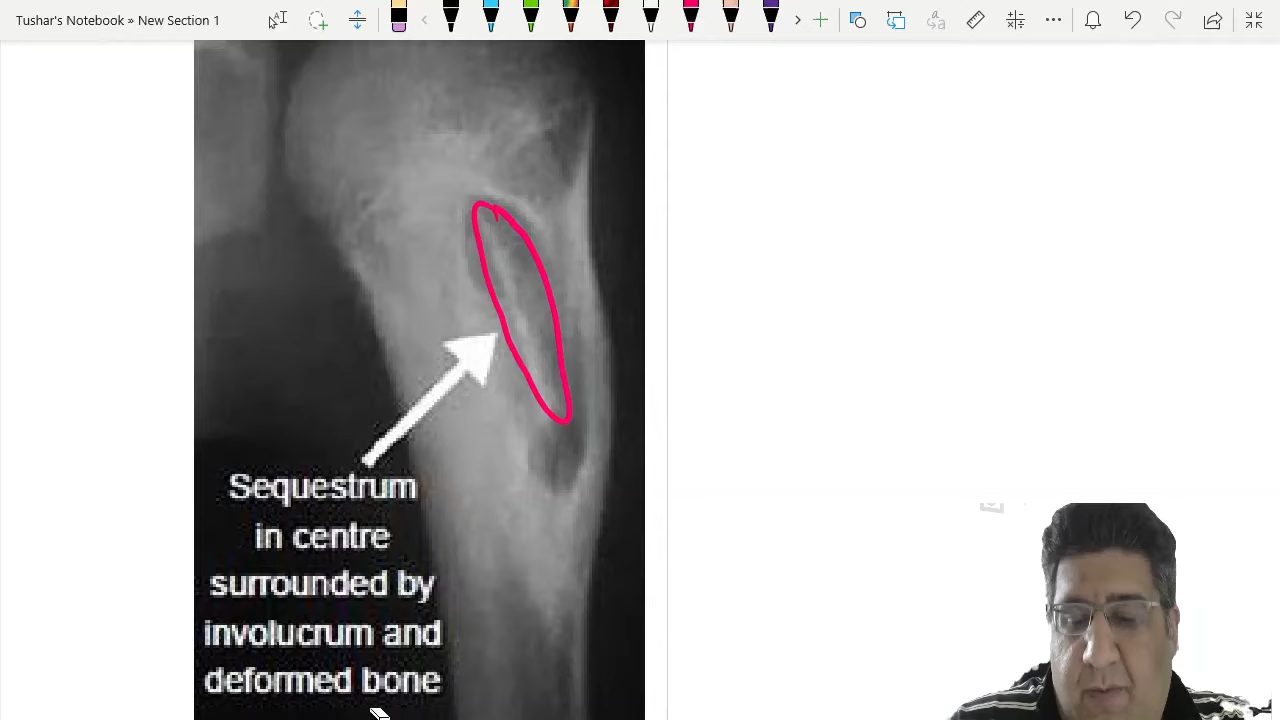 Tushar's Notebook » New Section 1
Sequestrum
in centre
surrounded by
involucrum and
deformed bone